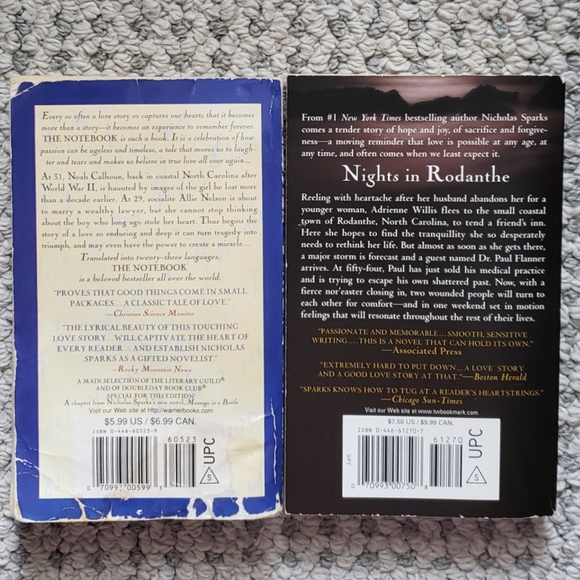 Every so often a love story so captures our hearts that it becomes
more than a story—it becomes an experience to remember forever.
THE NOTEBOOK is such a book. It is a celebration of how
passion can be ageless and timeless, a tale that moves us to laugh-
ter and tears and makes us believe in true love all over again...
At 31, Noah Calhoun, back in coastal North Carolina after
World War II, is haunted by images of the girl he lost more
than a decade earlier. At 29, socialite Allie Nelson is about
to marry a wealthy lawyer, but she cannot stop thinking
about the boy who long ago stole her heart. Thus begins the
story of a love so enduring and deep it can turn tragedy into
triumph, and may even have the power to create a miracle...
Translated into twenty-three languages,
THE NOTEBOOK
is a beloved bestseller all over the world.
"PROVES THAT GOOD THINGS COME IN SMALL
PACKAGES...A CLASSIC TALE OF LOVE."
—Christian Science Monitor
"THE LYRICAL BEAUTY OF THIS TOUCHING
LOVE STORY...WILL CAPTIVATE THE HEART OF
EVERY READER...AND ESTABLISH NICHOLAS
SPARKS AS A GIFTED NOVELIST."
—Rocky Mountain News
A MAIN SELECTION OF THE LITERARY GUILD®
AND OF DOUBLEDAY BOOK CLUB®
SPECIAL FOR THIS EDITION!
A chapter from Nicholas Sparks's new novel, Message in a Bottle
Visit our Web site at http://warnerbooks.com
$5.99 US / $6.99 CAN.
ISBN 0-446-60523-9
60523
0 70993 00599 5
UPC
S
From #1 New York Times bestselling author Nicholas Sparks
comes a tender story of hope and joy, of sacrifice and forgive-
ness—a moving reminder that love is possible at any age, at
any time, and often comes when we least expect it.
Nights in Rodanthe
Reeling with heartache after her husband abandons her for a
younger woman, Adrienne Willis flees to the small coastal
town of Rodanthe, North Carolina, to tend a friend's inn.
Here she hopes to find the tranquillity she so desperately
needs to rethink her life. But almost as soon as she gets there,
a major storm is forecast and a guest named Dr. Paul Flanner
arrives. At fifty-four, Paul has just sold his medical practice
and is trying to escape his own shattered past. Now, with a
fierce nor'easter closing in, two wounded people will turn to
each other for comfort—and in one weekend set in motion
feelings that will resonate throughout the rest of their lives.
"PASSIONATE AND MEMORABLE...SMOOTH, SENSITIVE
WRITING....THIS IS A NOVEL THAT CAN HOLD ITS OWN."
—Associated Press
"EXTREMELY HARD TO PUT DOWN...A LOVE STORY
AND A GOOD LOVE STORY AT THAT." —Boston Herald
"SPARKS KNOWS HOW TO TUG AT A READER'S HEARTSTRINGS."
—Chicago Sun-Times
Visit our Web site at www.twbookmark.com
$7.50 US / $9.99 CAN.
ISBN 0-446-61270-7
61270
0 70993 00750
UPC
S